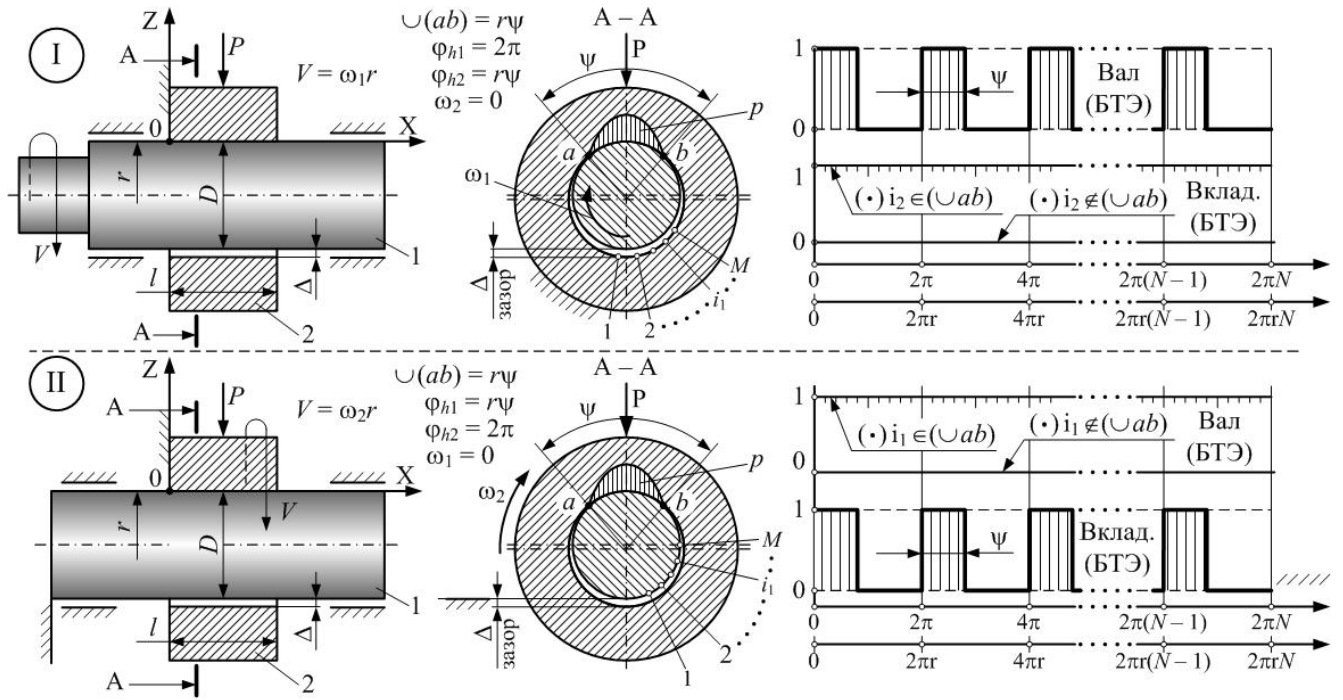 I
Z
A
P
V = ω₁r
0
X
r
D
V
1
l
Δ
A
2
∪(ab) = rψ
φh1 = 2π
φh2 = rψ
ω₂ = 0
A – A
P
ψ
p
a
b
ω₁
Δ
зазор
M
i₁
1
2
1
0
ψ
Вал
(БТЭ)
1
(·) i₂∈(∪ab)
(·) i₂∉(∪ab)
Вклад.
(БТЭ)
0
0
2π
4π
2π(N – 1)
2πN
0
2πr
4πr
2πr(N – 1)
2πrN
II
Z
A
P
V = ω₂r
0
X
V
r
D
1
l
Δ
A
2
∪(ab) = rψ
φh1 = rψ
φh2 = 2π
ω₁ = 0
A – A
P
ψ
p
a
b
ω₂
Δ
зазор
M
i₁
2
1
1
(·) i₁∈(∪ab)
(·) i₁∉(∪ab)
Вал
(БТЭ)
0
1
ψ
Вклад.
(БТЭ)
0
0
2π
4π
2π(N – 1)
2πN
0
2πr
4πr
2πr(N – 1)
2πrN